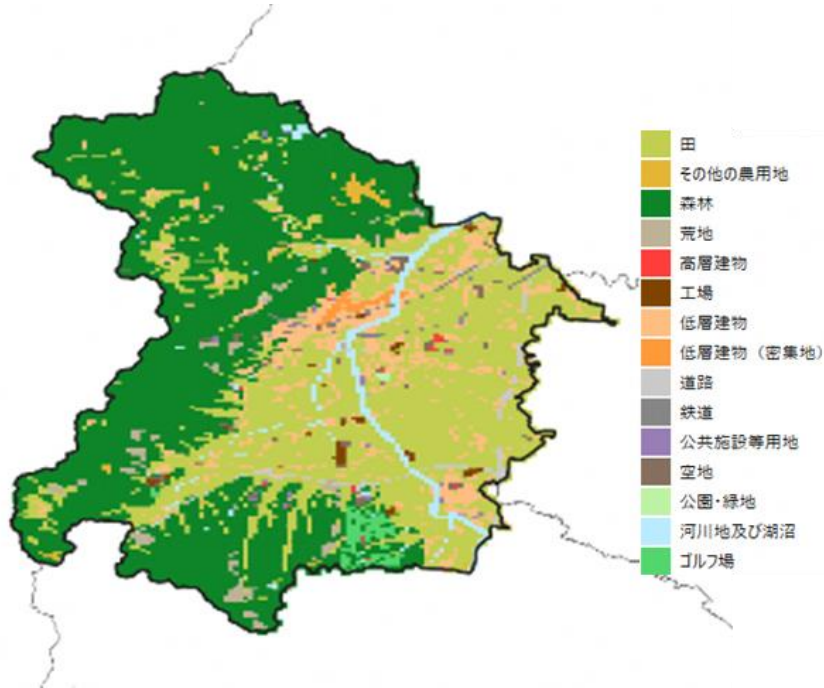 田
その他の農用地
森林
荒地
高層建物
工場
低層建物
低層建物（密集地）
道路
鉄道
公共施設等用地
空地
公園・緑地
河川地及び湖沼
ゴルフ場